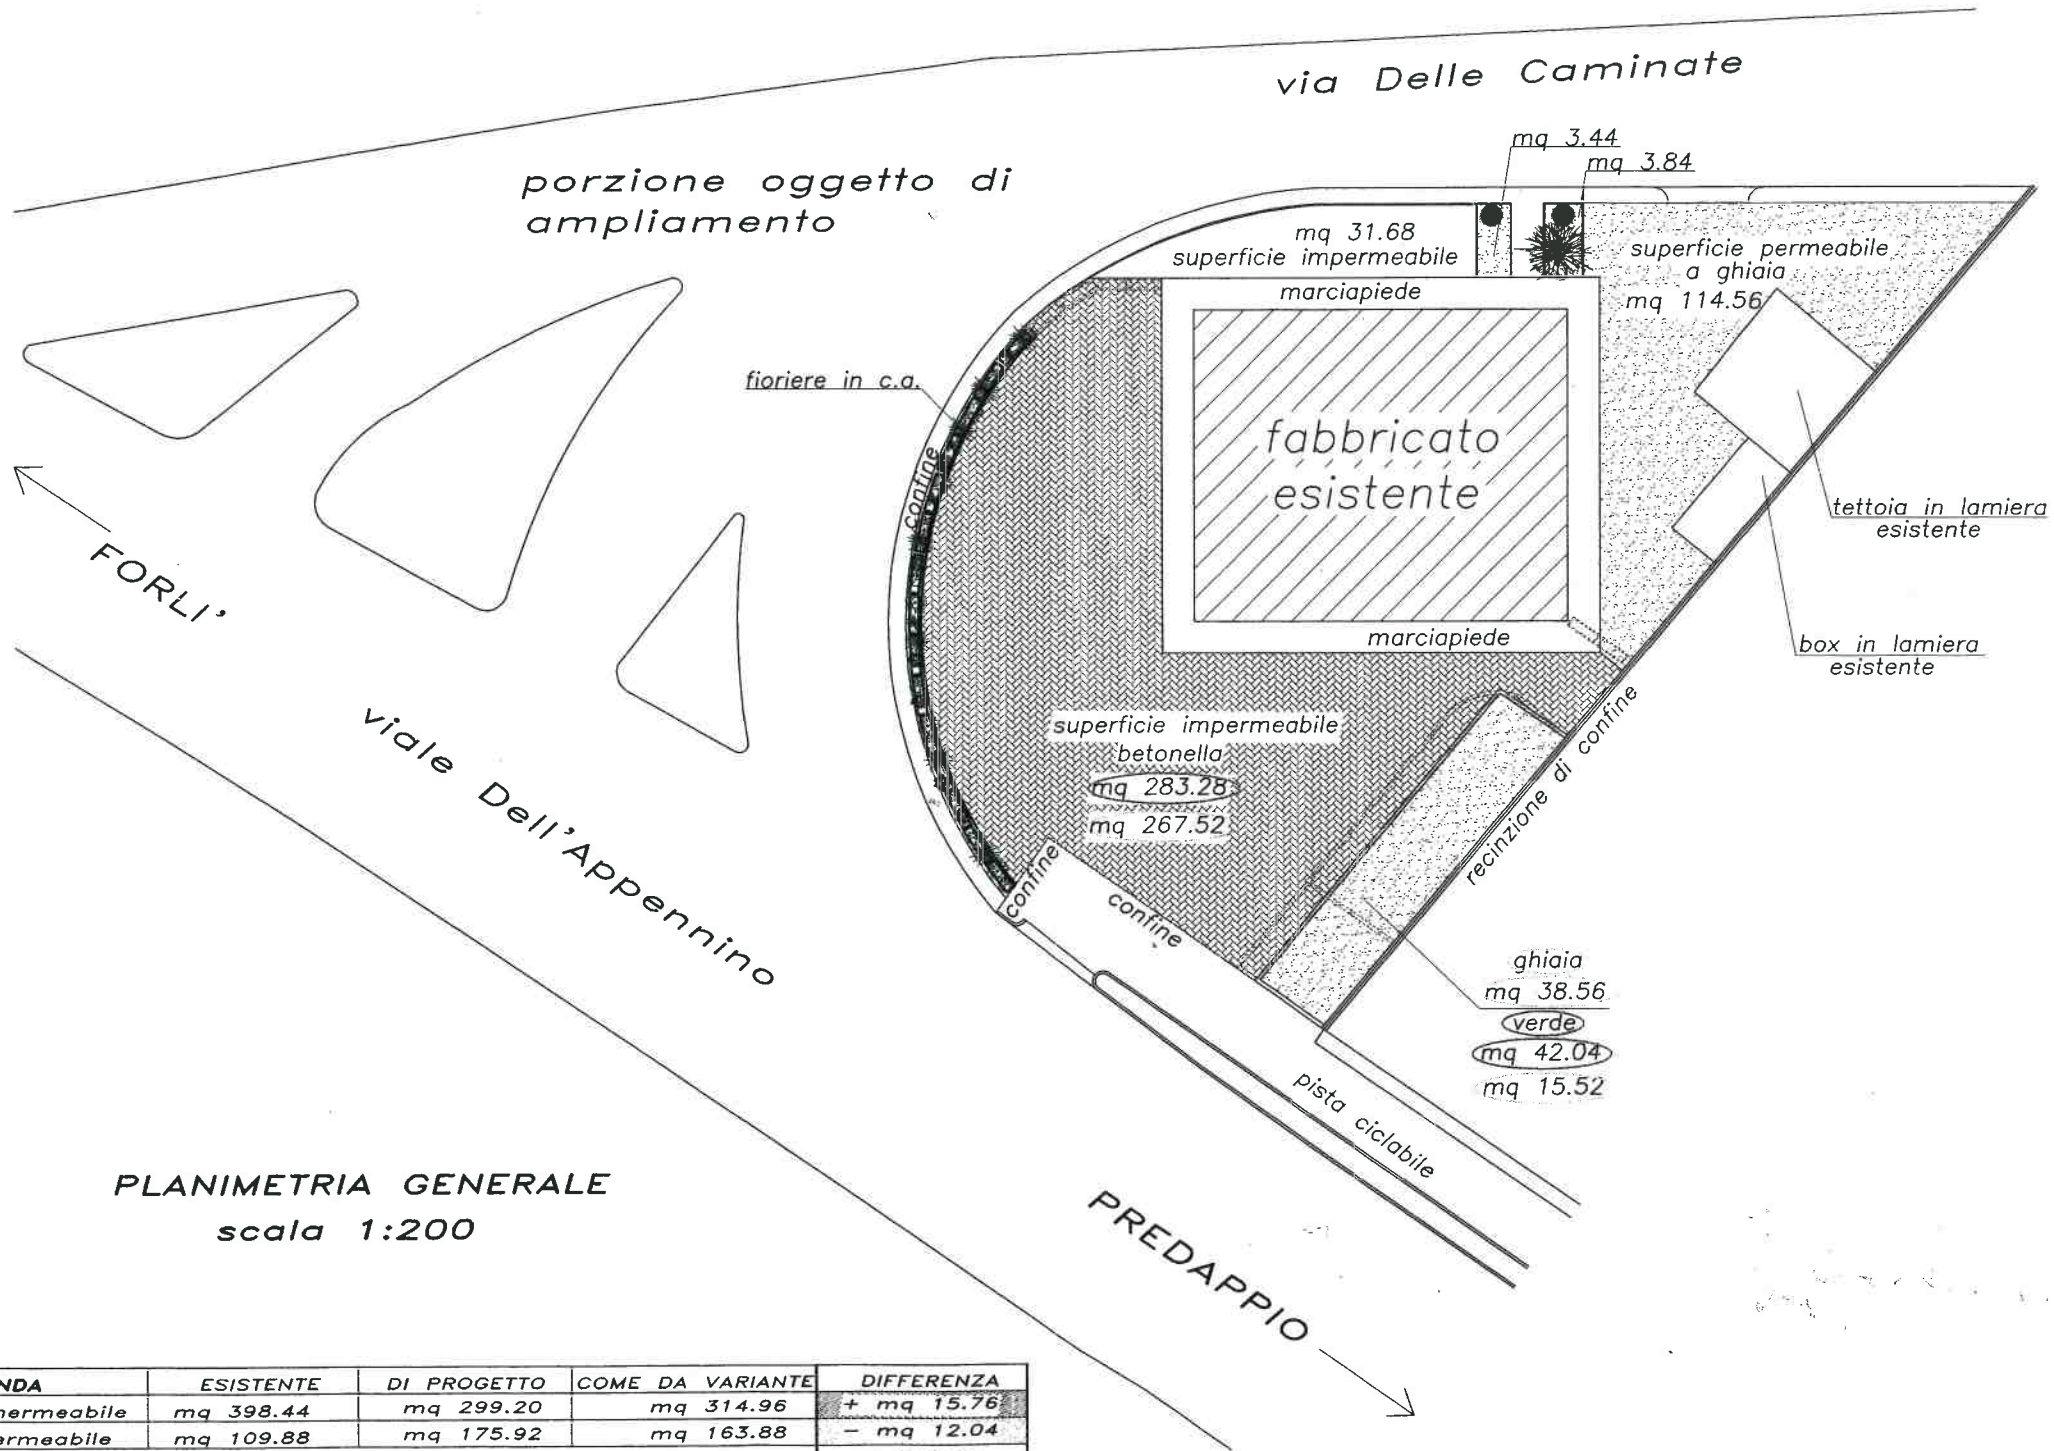 via Delle Caminate
mq 3.44
mq 3.84
porzione oggetto di
ampliamento
mq 31.68
superficie impermeabile
superficie permeabile
a ghiaia
mq 114.56
marciapiede
fioriere in c.a.
confine
fabbricato
esistente
tettoia in lamiera
esistente
FORLI'
marciapiede
box in lamiera
esistente
viale Dell'Appennino
superficie impermeabile
betonella
mq 283.28
mq 267.52
recinzione di confine
confine
confine
ghiaia
mq 38.56
verde
mq 42.04
mq 15.52
pista ciclabile
PLANIMETRIA GENERALE
scala 1:200
PREDAPPIO
NDA ESISTENTE DI PROGETTO COME DA VARIANTE DIFFERENZA
permeabile mq 398.44 mq 299.20 mq 314.96 + mq 15.76
ermeabile mq 109.88 mq 175.92 mq 163.88 - mq 12.04